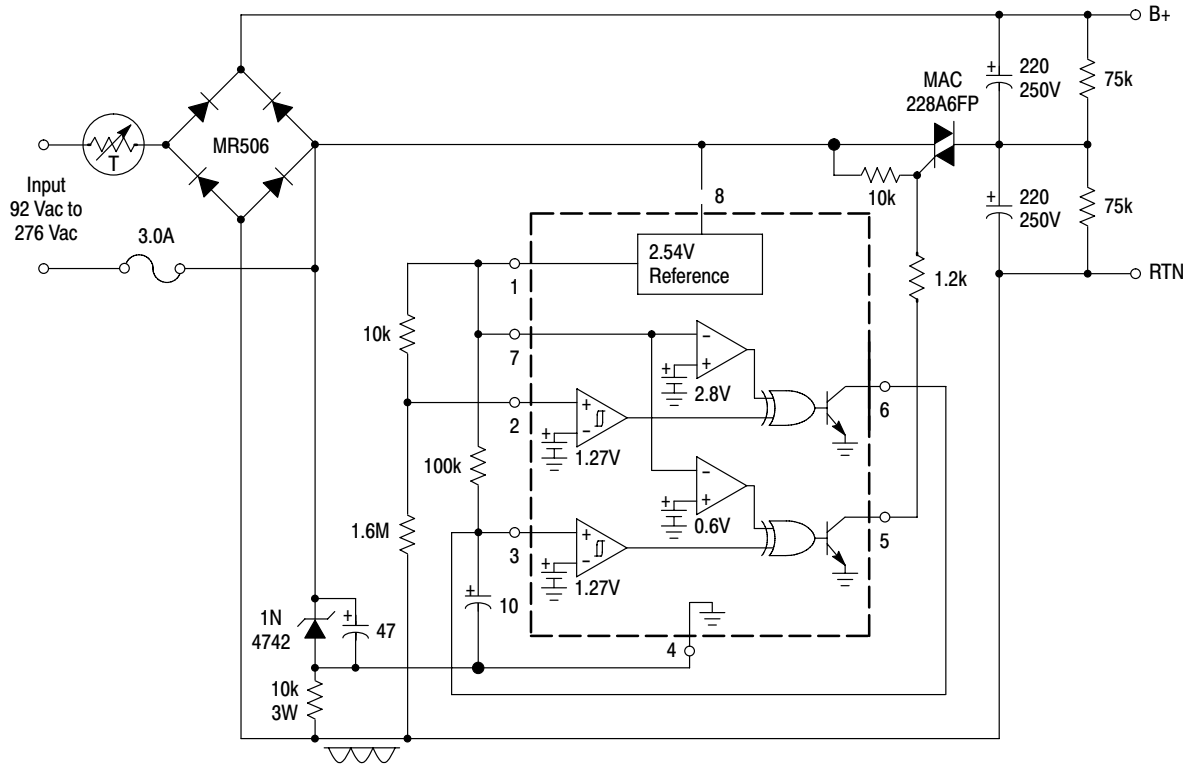 B+
MAC
228A6FP
220
250V
75k
MR506
T
Input
92 Vac to
276 Vac
3.0A
10k
8
220
250V
75k
2.54V
Reference
1
1.2k
RTN
10k
7
-
+
+
2.8V
6
2
+
-
+
1.27V
100k
-
+
+
0.6V
5
1.6M
3
+
-
+
1.27V
+
10
1N
4742
+
47
4
10k
3W